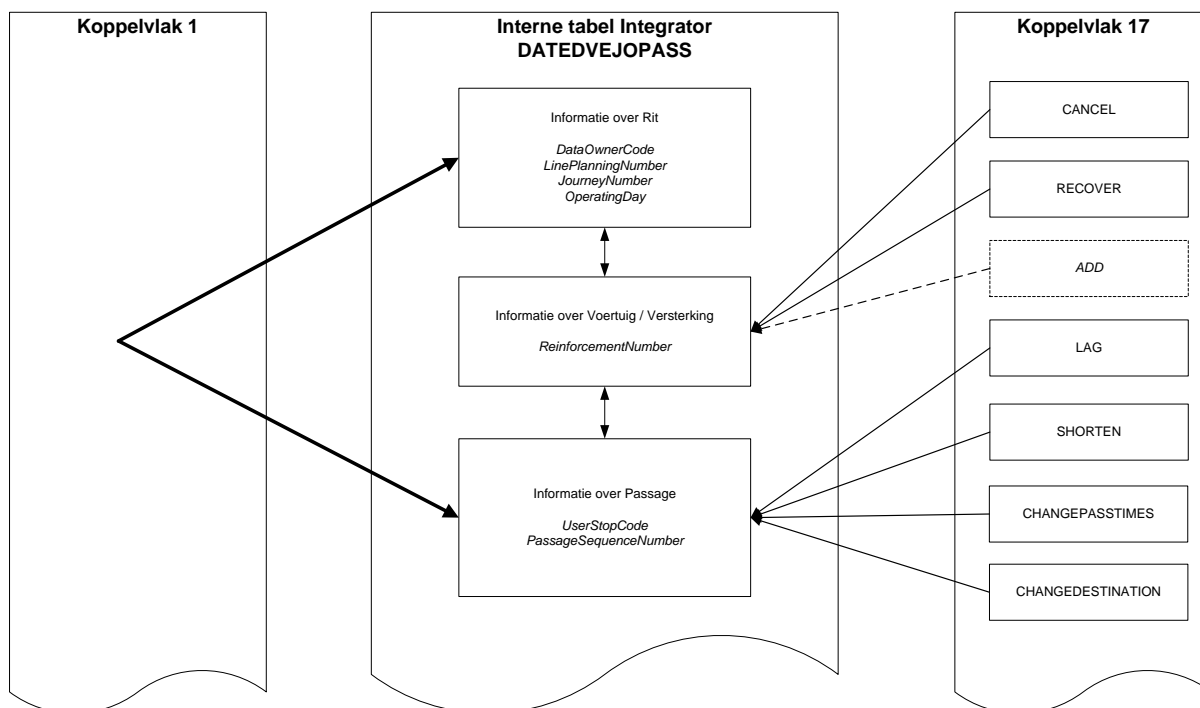 Koppelvlak 1
Interne tabel Integrator
DATEDVEJOPASS
Informatie over Rit
DataOwnerCode
LinePlanningNumber
JourneyNumber
OperatingDay
Informatie over Voertuig / Versterking
ReinforcementNumber
Informatie over Passage
UserStopCode
PassageSequenceNumber
Koppelvlak 17
CANCEL
RECOVER
ADD
LAG
SHORTEN
CHANGEPASSTIMES
CHANGEDESTINATION